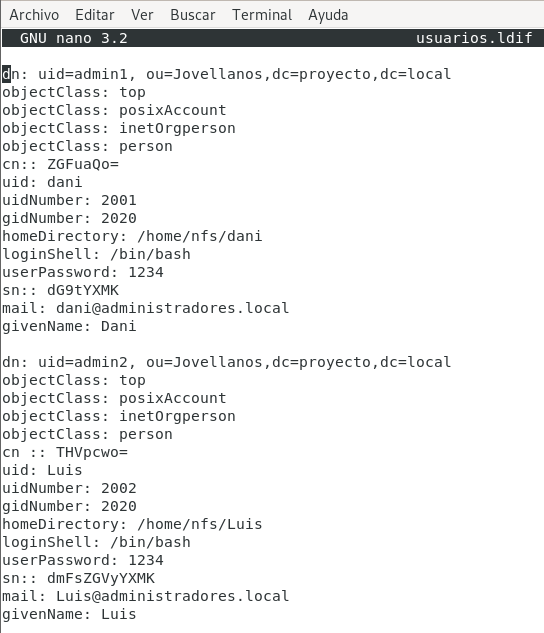 Archivo Editar Ver Buscar Terminal Ayuda
GNU nano 3.2 usuarios.ldif
dn: uid=admin1, ou=Jovellanos,dc=proyecto,dc=local
objectClass: top
objectClass: posixAccount
objectClass: inetOrgperson
objectClass: person
cn:: ZGFuaQo=
uid: dani
uidNumber: 2001
gidNumber: 2020
homeDirectory: /home/nfs/dani
loginShell: /bin/bash
userPassword: 1234
sn:: dG9tYXMK
mail: dani@administradores.local
givenName: Dani
dn: uid=admin2, ou=Jovellanos,dc=proyecto,dc=local
objectClass: top
objectClass: posixAccount
objectClass: inetOrgperson
objectClass: person
cn :: THVpcwo=
uid: Luis
uidNumber: 2002
gidNumber: 2020
homeDirectory: /home/nfs/Luis
loginShell: /bin/bash
userPassword: 1234
sn:: dmFsZGVyYXMK
mail: Luis@administradores.local
givenName: Luis